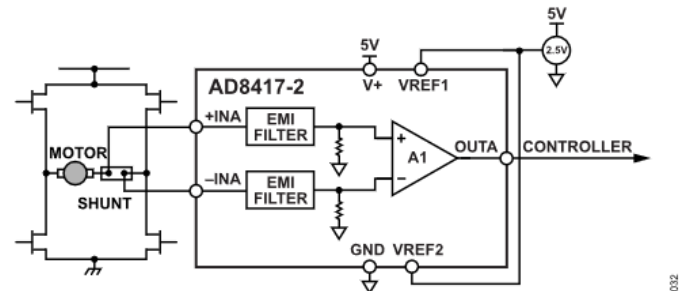 5V
5V
2.5V
AD8417-2
V+
VREF1
+INA
EMI
FILTER
MOTOR
+
A1
OUTA
CONTROLLER
−
−INA
EMI
FILTER
SHUNT
GND
VREF2
032